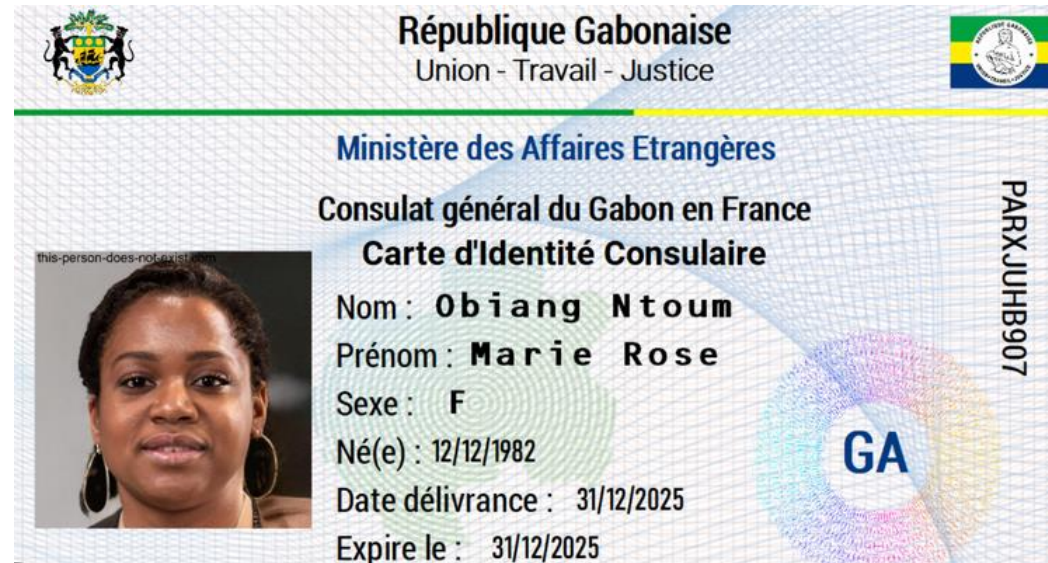 République Gabonaise
Union - Travail - Justice
Ministère des Affaires Etrangères
Consulat général du Gabon en France
Carte d'Identité Consulaire
this-person-does-not-exist.com
Nom : Obiang Ntoum
Prénom : Marie Rose
Sexe : F
Né(e) : 12/12/1982
Date délivrance : 31/12/2025
Expire le : 31/12/2025
GA
PARXJUHB907